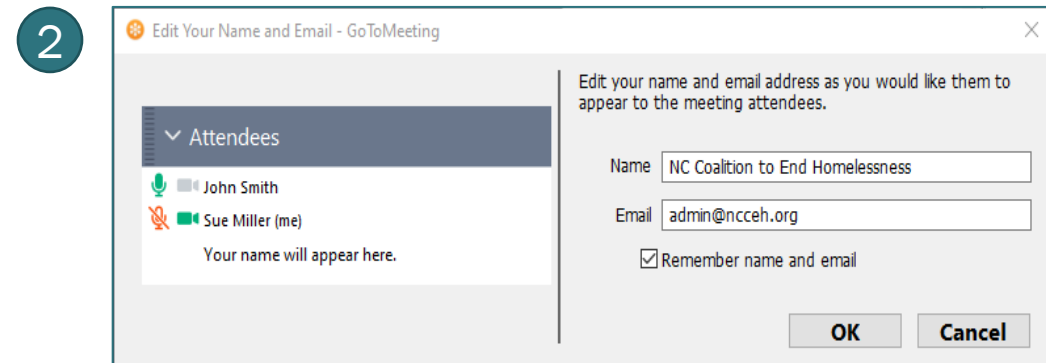 2
Edit Your Name and Email - GoToMeeting
Attendees
John Smith
Sue Miller (me)
Your name will appear here.
Edit your name and email address as you would like them to
appear to the meeting attendees.
Name NC Coalition to End Homelessness
Email admin@ncceh.org
Remember name and email
OK Cancel